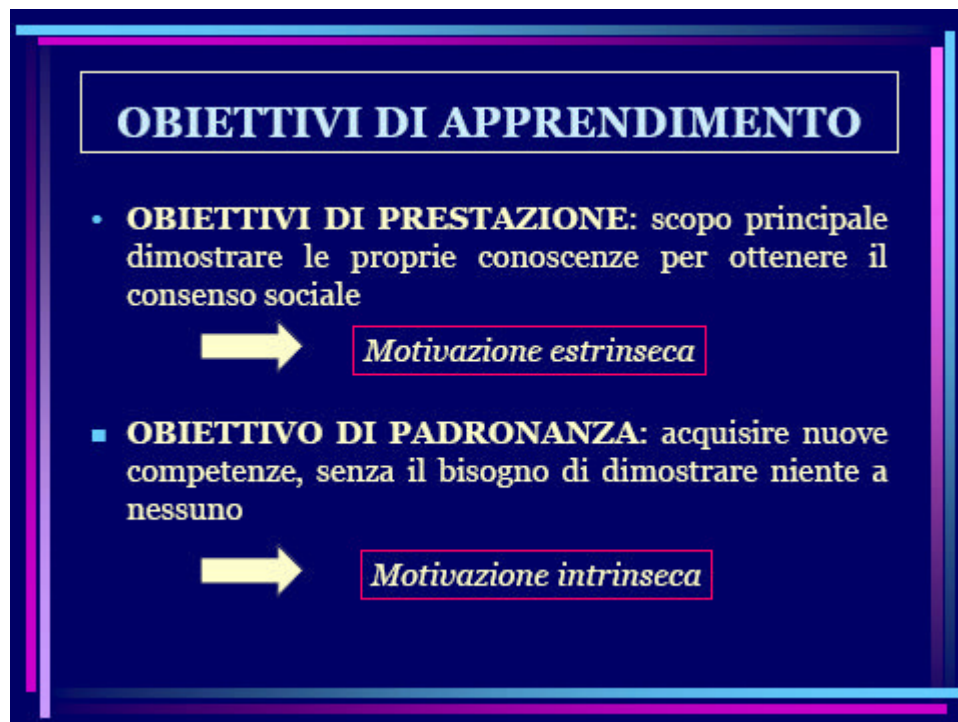 OBIETTIVI DI APPRENDIMENTO
• OBIETTIVI DI PRESTAZIONE: scopo principale
dimostrare le proprie conoscenze per ottenere il
consenso sociale
Motivazione estrinseca
▪ OBIETTIVO DI PADRONANZA: acquisire nuove
competenze, senza il bisogno di dimostrare niente a
nessuno
Motivazione intrinseca